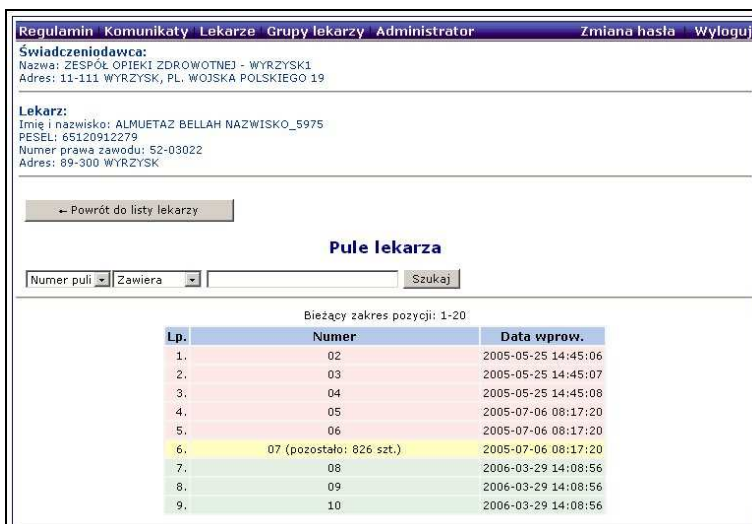 Regulamin Komunikaty Lekarze Grupy lekarzy Administrator Zmiana hasła Wyloguj
Świadczeniodawca:
Nazwa: ZESPÓŁ OPIEKI ZDROWOTNEJ - WYRZYSK1
Adres: 11-111 WYRZYSK, PL. WOJSKA POLSKIEGO 19
Lekarz:
Imię i nazwisko: ALMUETAZ BELLAH NAZWISKO_5975
PESEL: 65120912279
Numer prawa zawodu: 52-03022
Adres: 89-300 WYRZYSK
← Powrót do listy lekarzy
Pule lekarza
Numer puli Zawiera Szukaj
Bieżący zakres pozycji: 1-20
Lp. Numer Data wprow.
1. 02 2005-05-25 14:45:06
2. 03 2005-05-25 14:45:07
3. 04 2005-05-25 14:45:08
4. 05 2005-07-06 08:17:20
5. 06 2005-07-06 08:17:20
6. 07 (pozostało: 826 szt.) 2005-07-06 08:17:20
7. 08 2006-03-29 14:08:56
8. 09 2006-03-29 14:08:56
9. 10 2006-03-29 14:08:56